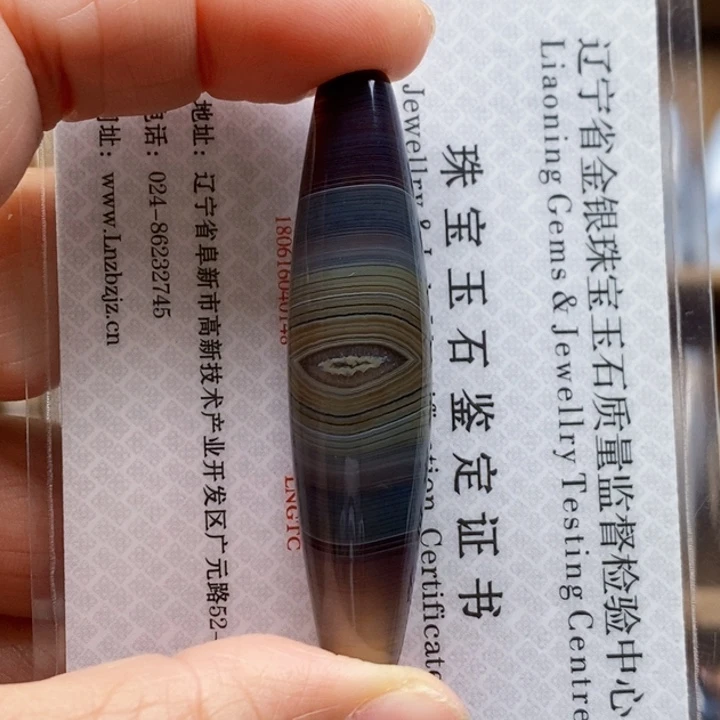 辽宁省金银珠宝玉石质量监督检验中心
Liaoning Gems & Jewellry Testing Centre
珠宝玉石鉴定证书
Jewellry & Certificate
180616040148
LNGTC
地址：辽宁省阜新市高新技术产业开发区广元路52-
电话：024-86232745
网址：www.Lnzbzjz.cn